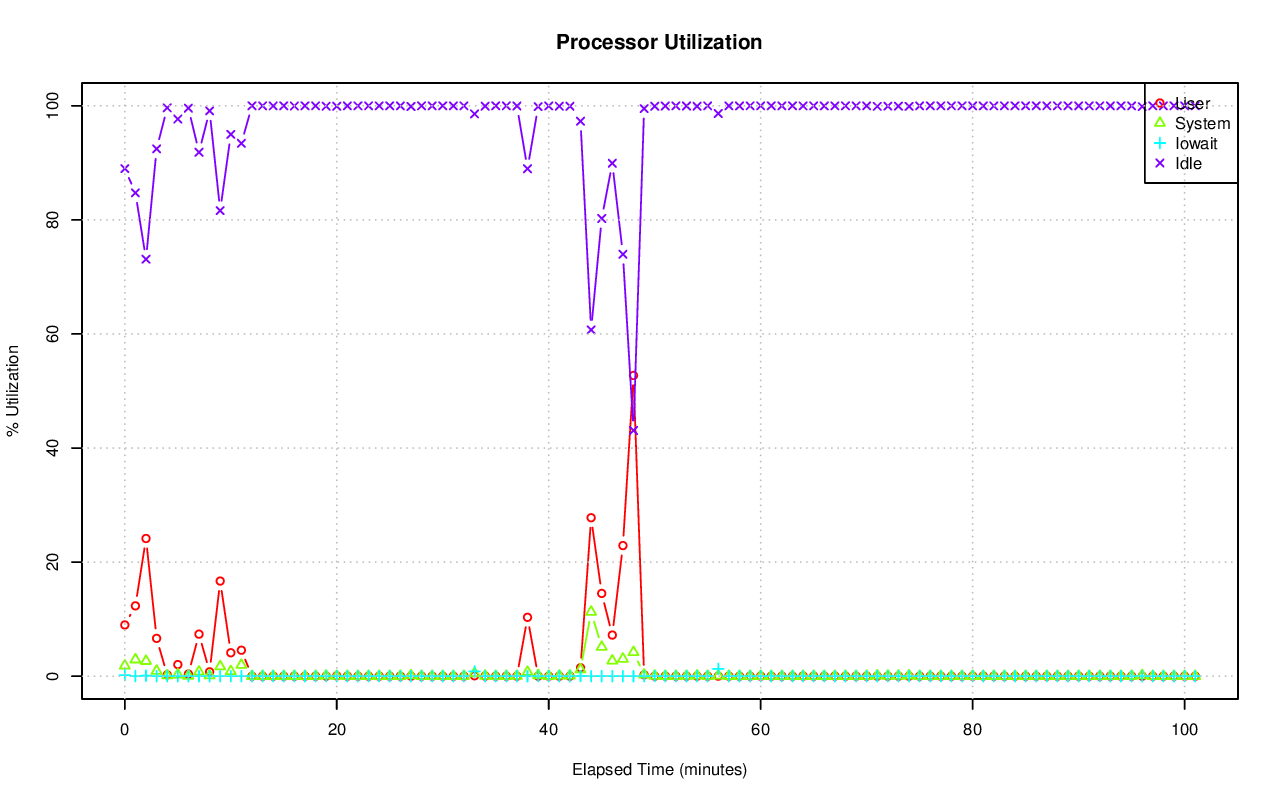 Processor Utilization
% Utilization
100
80
60
40
20
0
User
System
Iowait
Idle
0 20 40 60 80 100
Elapsed Time (minutes)